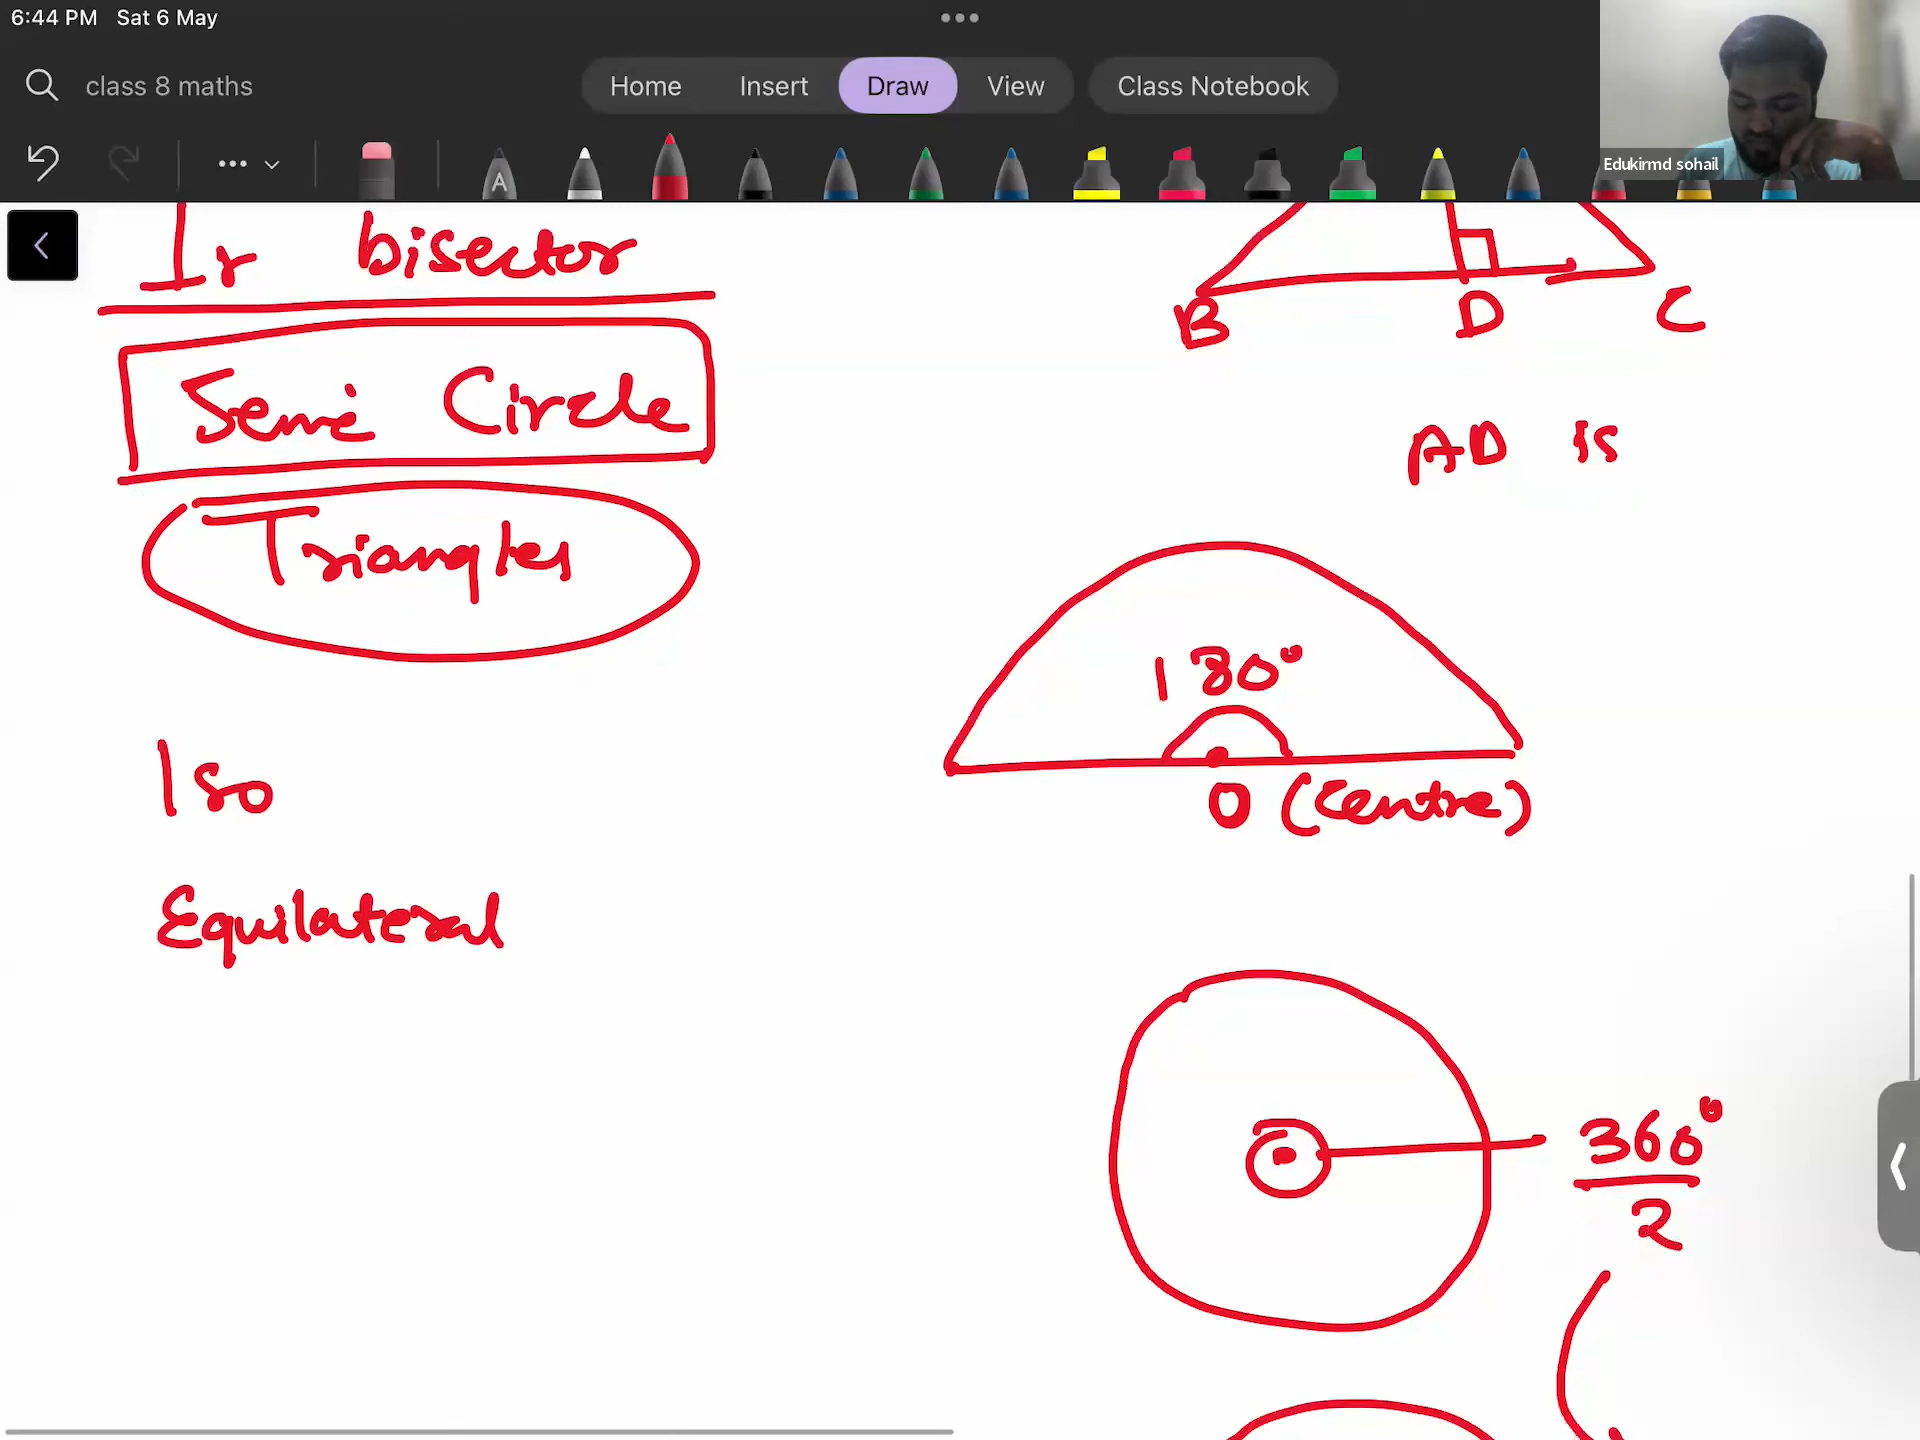 6:44 PM Sat 6 May
class 8 maths
Home Insert Draw View Class Notebook
A
Edukirmd sohail
⊥r bisector
B D C
Semi Circle
AD is
Triangles
180°
Iso
O (Centre)
Equilateral
360°
2